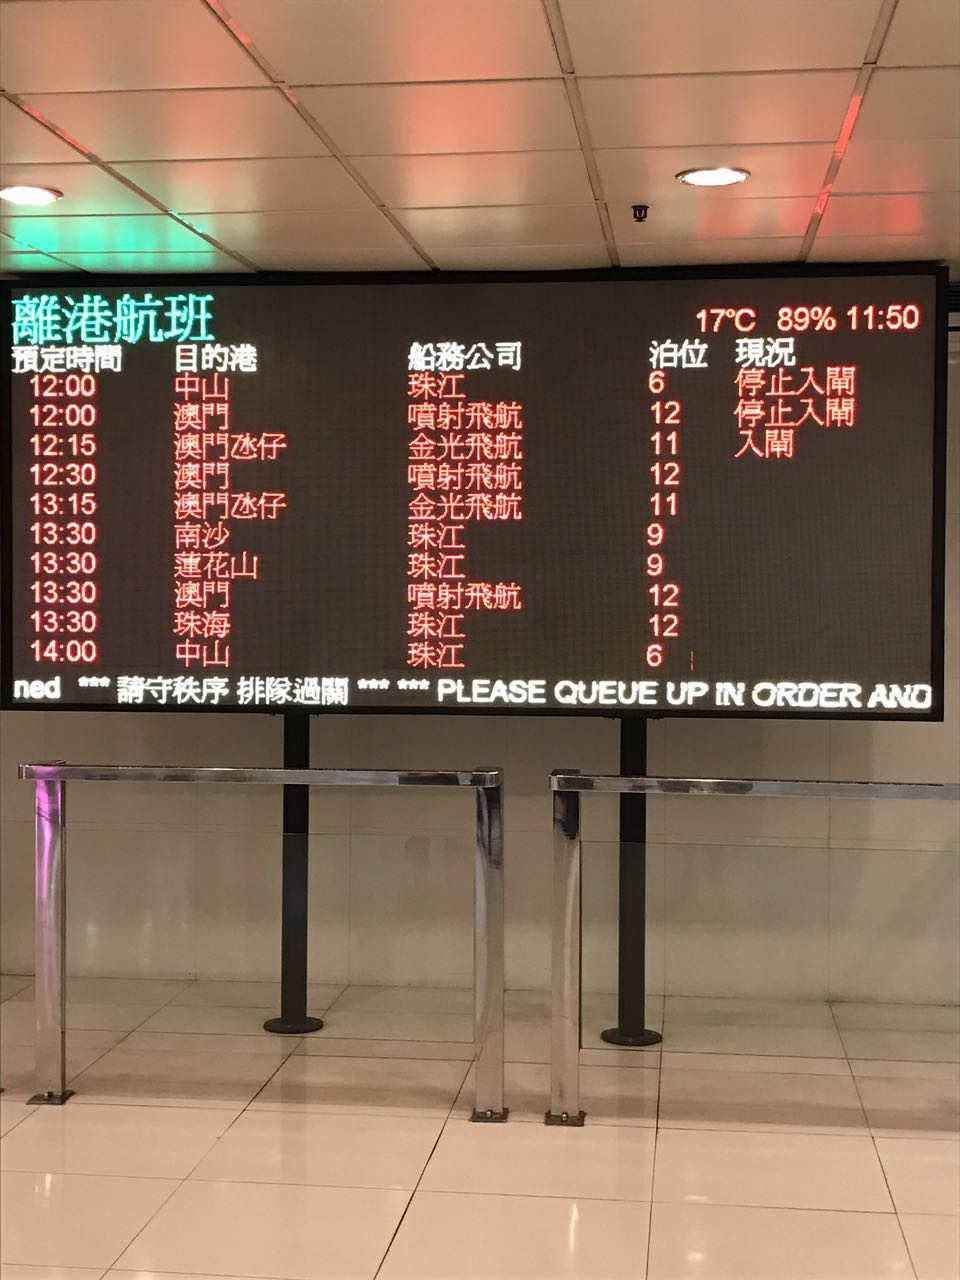 離港航班 17°C 89% 11:50
預定時間 目的港 船務公司 泊位 現況
12:00 中山 珠江 6 停止入閘
12:00 澳門 噴射飛航 12 停止入閘
12:15 澳門氹仔 金光飛航 11 入閘
12:30 澳門 噴射飛航 12
13:15 澳門氹仔 金光飛航 11
13:30 南沙 珠江 9
13:30 蓮花山 珠江 9
13:30 澳門 噴射飛航 12
13:30 珠海 珠江 12
14:00 中山 珠江 6
ned *** 請守秩序 排隊過關 *** *** PLEASE QUEUE UP IN ORDER AND